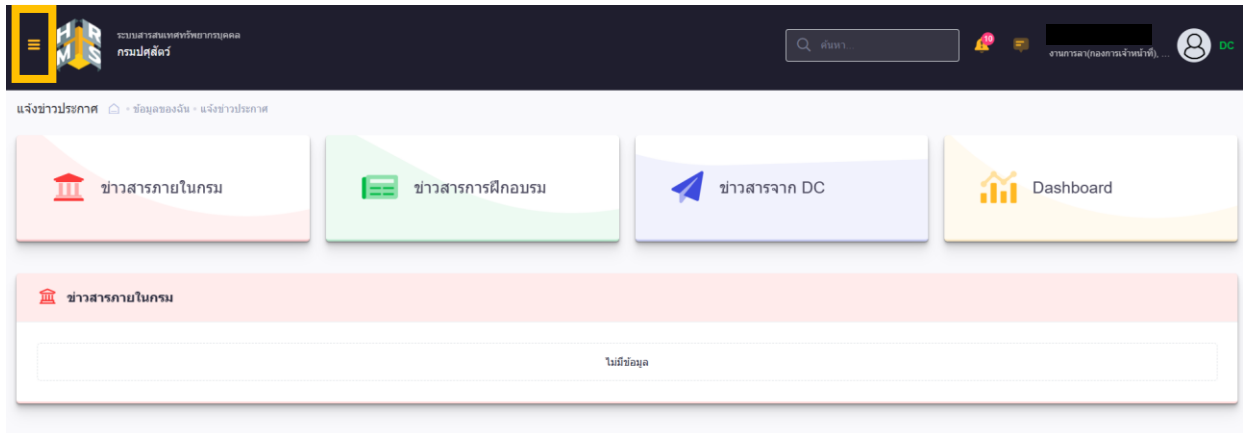 HR
MS
ระบบสารสนเทศทรัพยากรบุคคล
กรมปศุสัตว์
ค้นหา...
10
งานการลา(กองการเจ้าหน้าที่), ...
DC
แจ้งข่าวประกาศ - ข้อมูลของฉัน - แจ้งข่าวประกาศ
ข่าวสารภายในกรม
ข่าวสารการฝึกอบรม
ข่าวสารจาก DC
Dashboard
ข่าวสารภายในกรม
ไม่มีข้อมูล